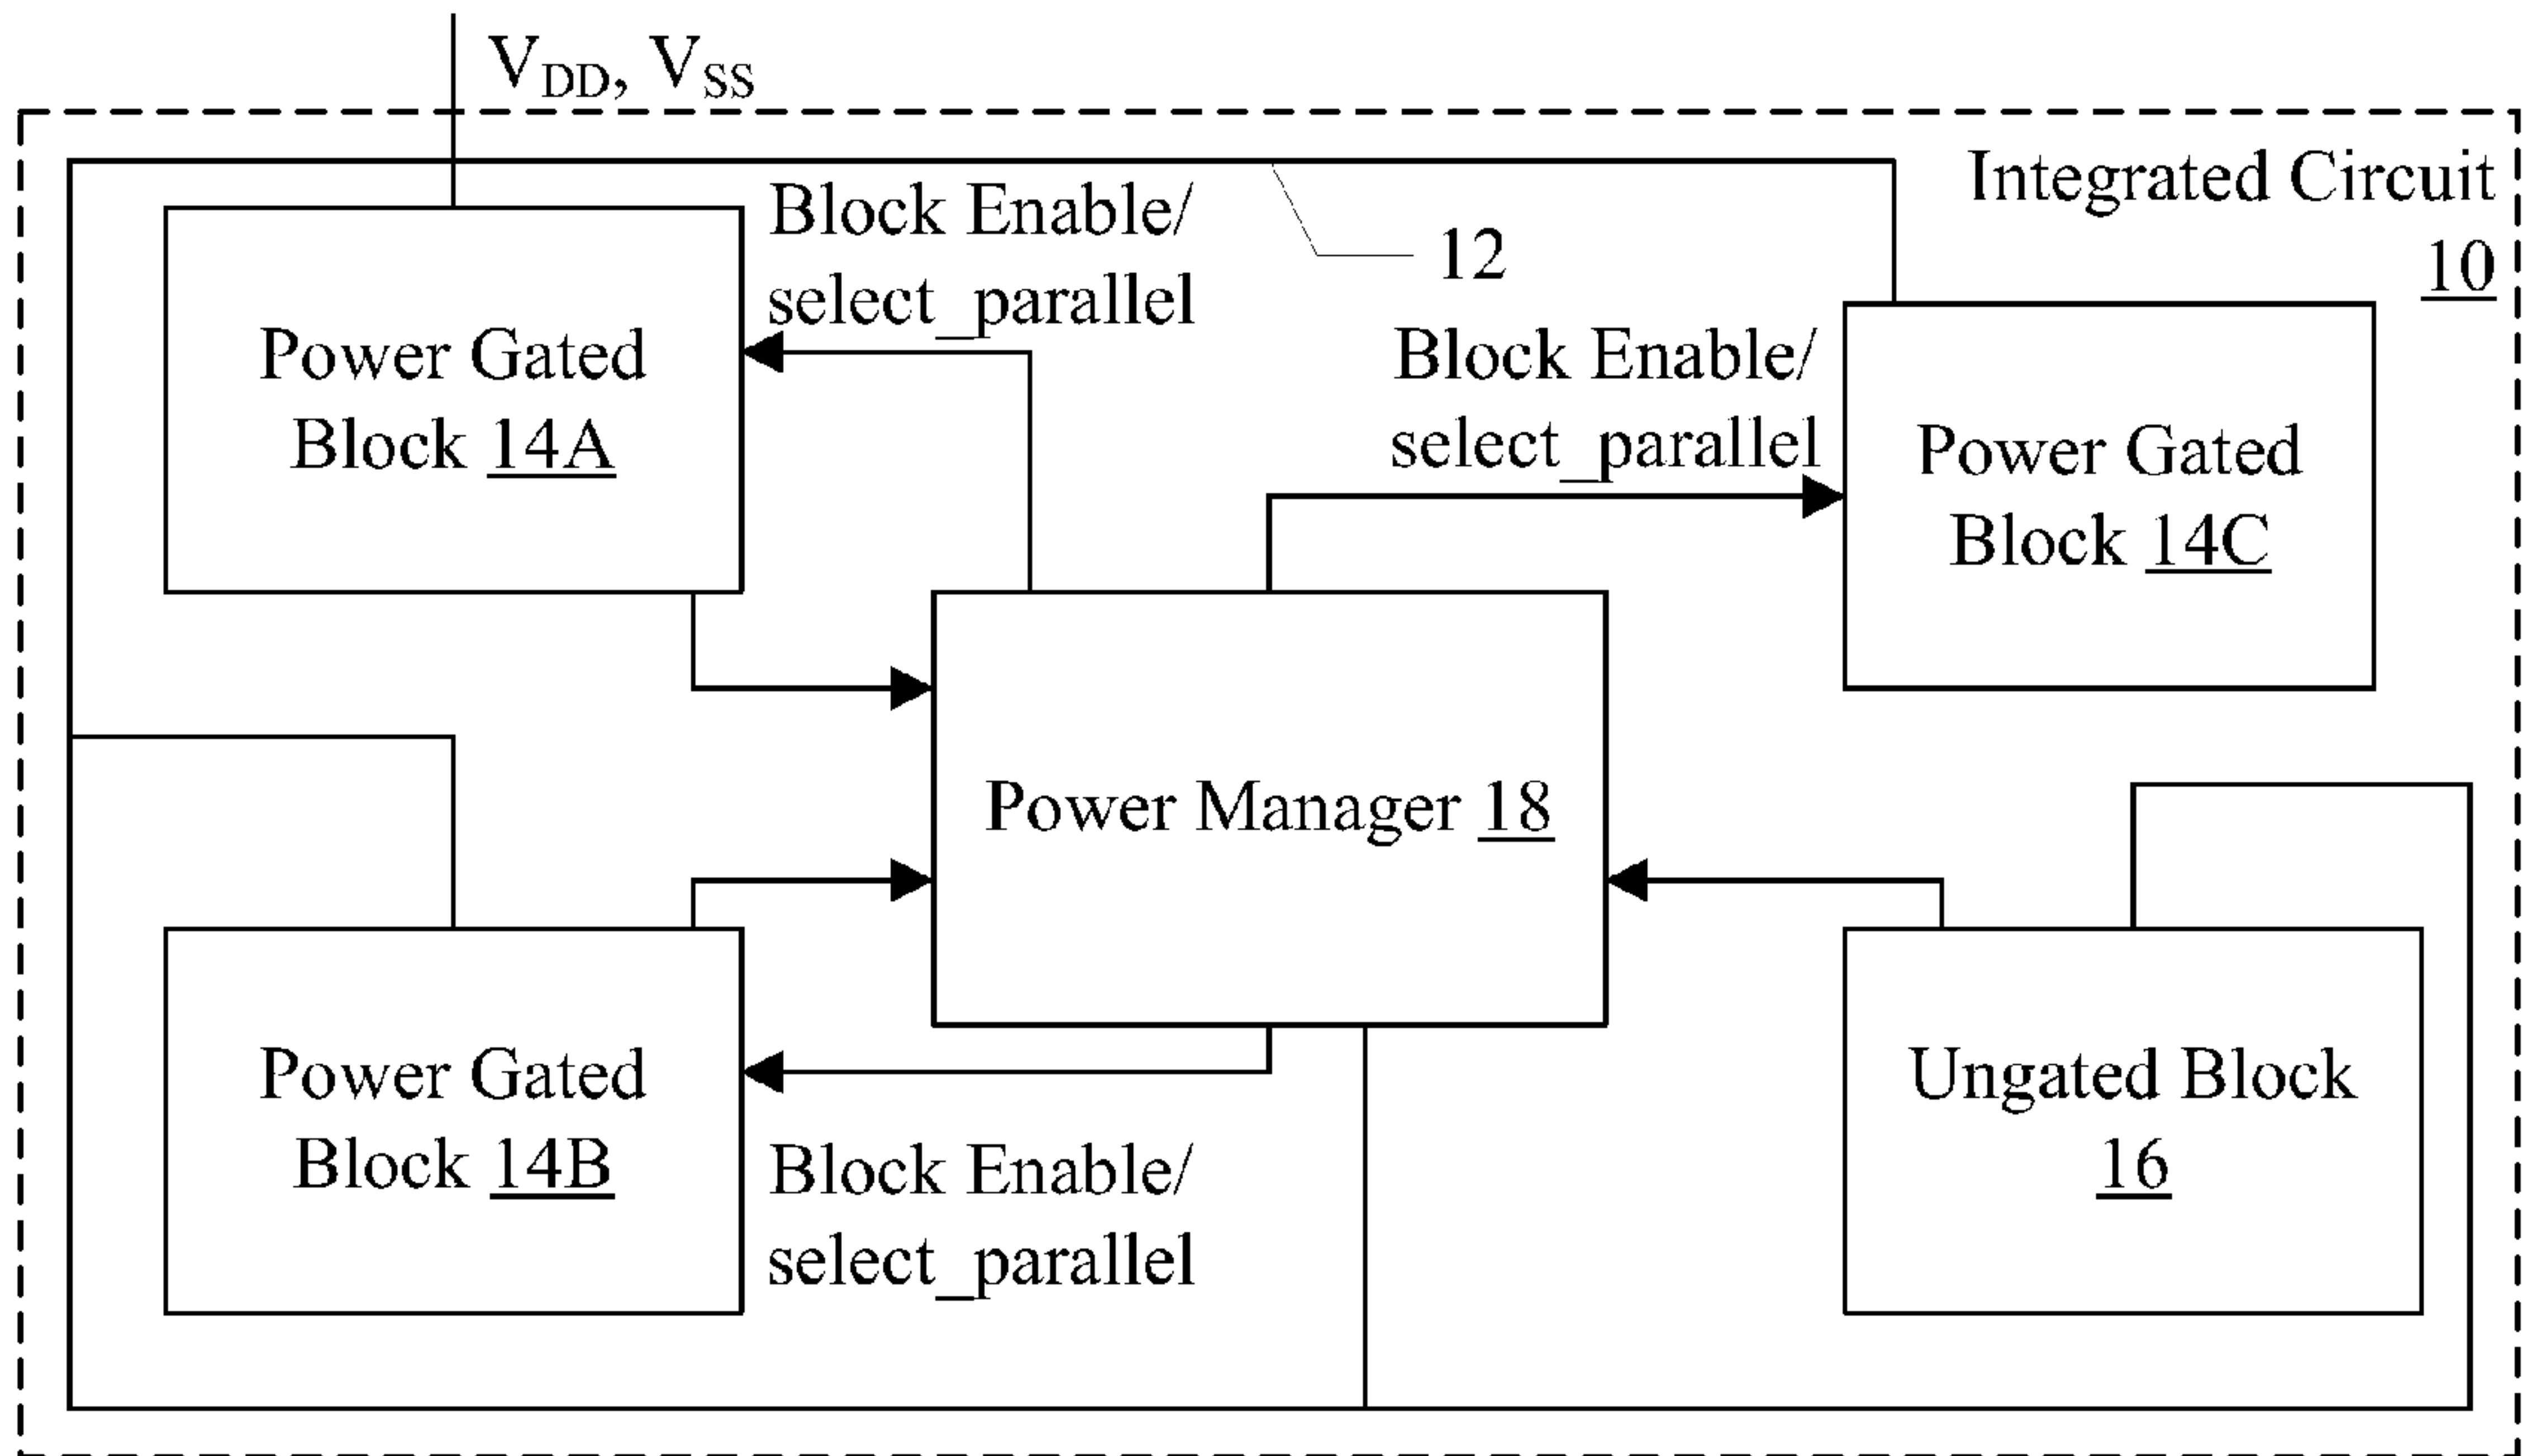 VDD, VSS
Integrated Circuit
10
Block Enable/
select_parallel
12
Power Gated
Block 14A
Block Enable/
select_parallel
Power Gated
Block 14C
Power Manager 18
Power Gated
Block 14B
Block Enable/
select_parallel
Ungated Block
16